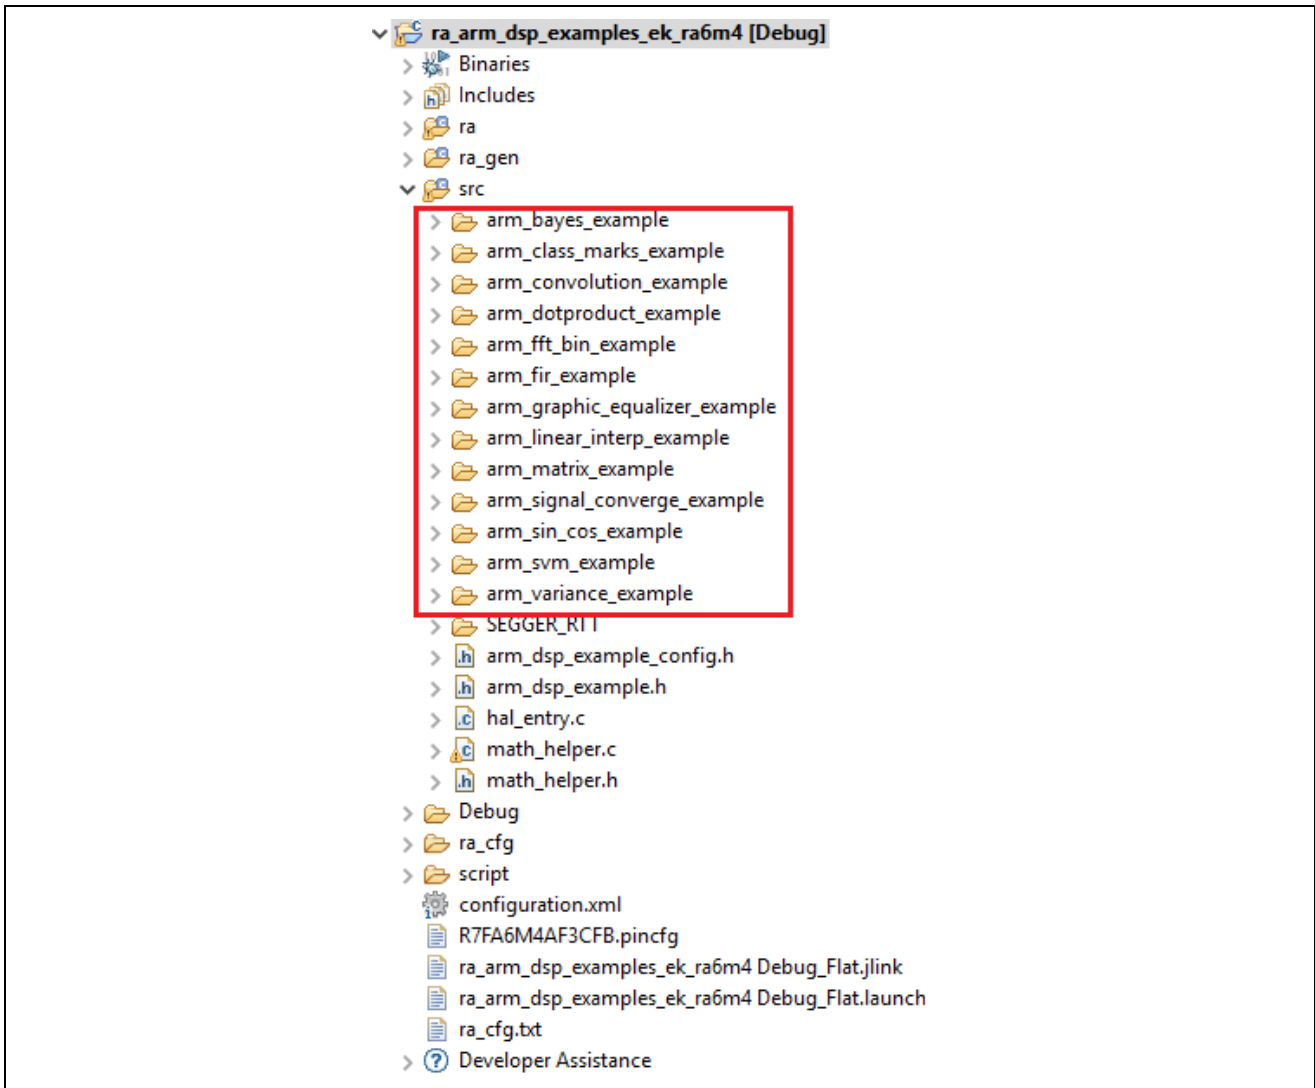 ra_arm_dsp_examples_ek_ra6m4 [Debug]
Binaries
Includes
ra
ra_gen
src
arm_bayes_example
arm_class_marks_example
arm_convolution_example
arm_dotproduct_example
arm_fft_bin_example
arm_fir_example
arm_graphic_equalizer_example
arm_linear_interp_example
arm_matrix_example
arm_signal_converge_example
arm_sin_cos_example
arm_svm_example
arm_variance_example
SEGGER_RTT
arm_dsp_example_config.h
arm_dsp_example.h
hal_entry.c
math_helper.c
math_helper.h
Debug
ra_cfg
script
configuration.xml
R7FA6M4AF3CFB.pincfg
ra_arm_dsp_examples_ek_ra6m4 Debug_Flat.jlink
ra_arm_dsp_examples_ek_ra6m4 Debug_Flat.launch
ra_cfg.txt
Developer Assistance